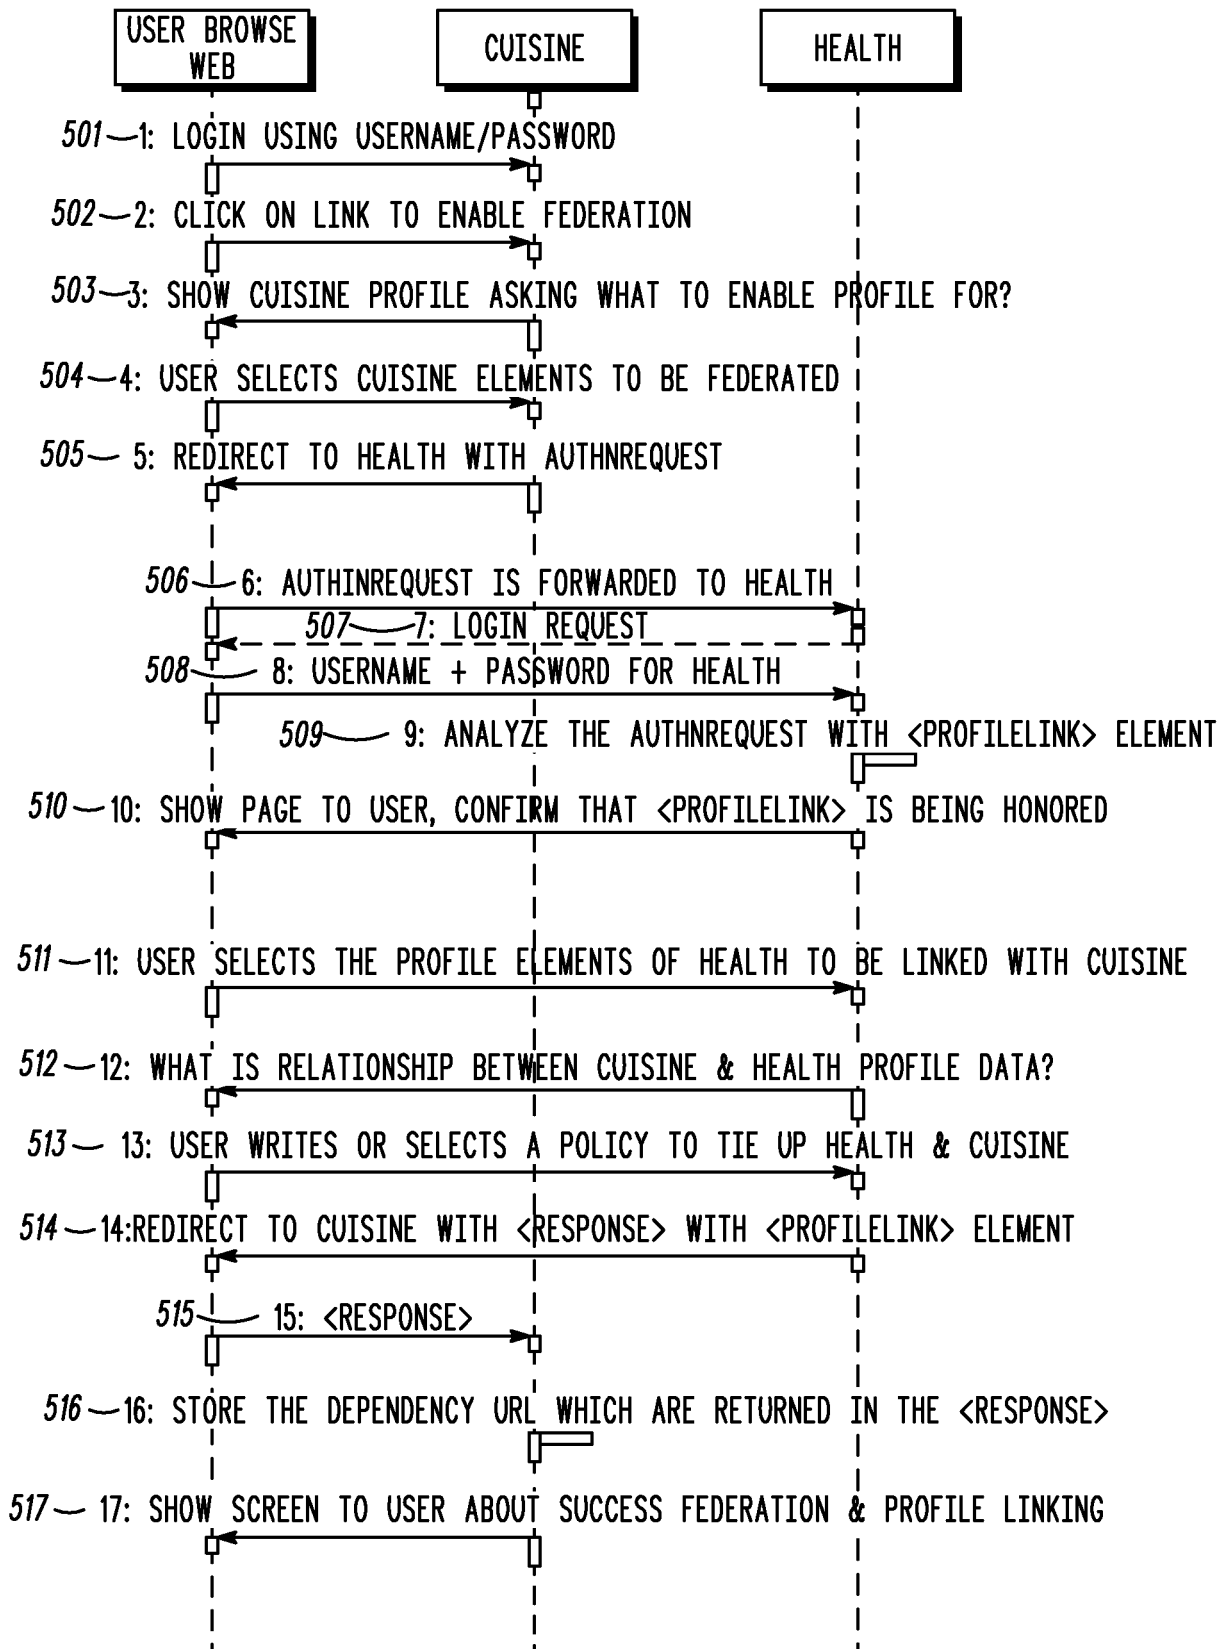 USER BROWSE
WEB
CUISINE
HEALTH
501 1: LOGIN USING USERNAME/PASSWORD
502 2: CLICK ON LINK TO ENABLE FEDERATION
503 3: SHOW CUISINE PROFILE ASKING WHAT TO ENABLE PROFILE FOR?
504 4: USER SELECTS CUISINE ELEMENTS TO BE FEDERATED
505 5: REDIRECT TO HEALTH WITH AUTHNREQUEST
506 6: AUTHINREQUEST IS FORWARDED TO HEALTH
507 7: LOGIN REQUEST
508 8: USERNAME + PASSWORD FOR HEALTH
509 9: ANALYZE THE AUTHNREQUEST WITH <PROFILELINK> ELEMENT
510 10: SHOW PAGE TO USER, CONFIRM THAT <PROFILELINK> IS BEING HONORED
511 11: USER SELECTS THE PROFILE ELEMENTS OF HEALTH TO BE LINKED WITH CUISINE
512 12: WHAT IS RELATIONSHIP BETWEEN CUISINE & HEALTH PROFILE DATA?
513 13: USER WRITES OR SELECTS A POLICY TO TIE UP HEALTH & CUISINE
514 14:REDIRECT TO CUISINE WITH <RESPONSE> WITH <PROFILELINK> ELEMENT
515 15: <RESPONSE>
516 16: STORE THE DEPENDENCY URL WHICH ARE RETURNED IN THE <RESPONSE>
517 17: SHOW SCREEN TO USER ABOUT SUCCESS FEDERATION & PROFILE LINKING